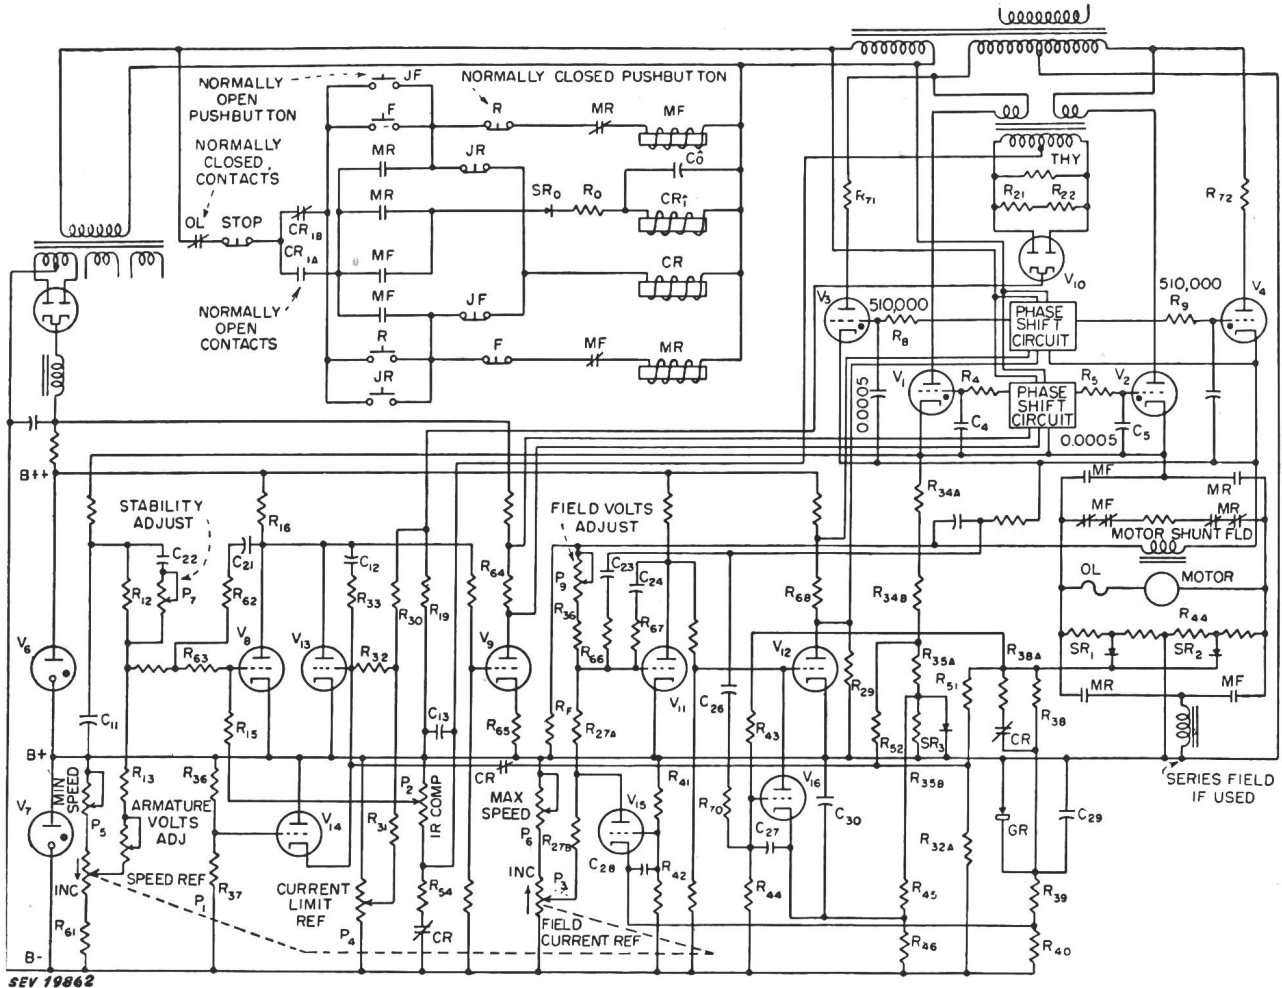 NORMALLY
OPEN
PUSHBUTTON
JF
NORMALLY CLOSED PUSHBUTTON
F
R
MR
MF
NORMALLY
CLOSED
CONTACTS
MR
JR
C0
THY
R21
R22
R71
R72
OL
STOP
CR1B
CR1A
MR
SR0
R0
CR1
MF
CR
V10
NORMALLY
OPEN
CONTACTS
MF
JF
V3
510,000
R8
PHASE
SHIFT
CIRCUIT
510,000
R9
V4
R
F
MF
MR
JR
V1
R4
PHASE
SHIFT
CIRCUIT
R5
V2
0.0005
C4
0.0005
C5
B++
STABILITY
ADJUST
R16
FIELD VOLTS
ADJUST
R34A
MF
MR
MF
MR
MOTOR SHUNT FLD
C22
C21
C12
P7
R12
R62
R33
R30
R19
R64
P9
C23
C24
R36
R66
R67
R68
R34B
OL
MOTOR
R44
V6
R63
V8
V13
R32
V9
V11
V12
R29
R35A
R51
R38A
SR1
SR2
MR
MF
C11
R15
C13
R65
RF
R27A
C26
R43
R52
SR3
CR
R38
B+
MIN
SPEED
R13
R36
P2
IR COMP
CR
MAX
SPEED
P6
R41
R70
V16
R35B
SERIES FIELD
IF USED
V7
P5
ARMATURE
VOLTS
ADJ
V14
R31
R27B
V15
C27
C30
R32A
GR
C29
INC
SPEED REF
P1
R37
CURRENT
LIMIT
REF
P4
R54
CR
INC
P3
C28
R42
R44
R45
R39
R61
FIELD
CURRENT REF
R46
R40
B-
SEV 19862